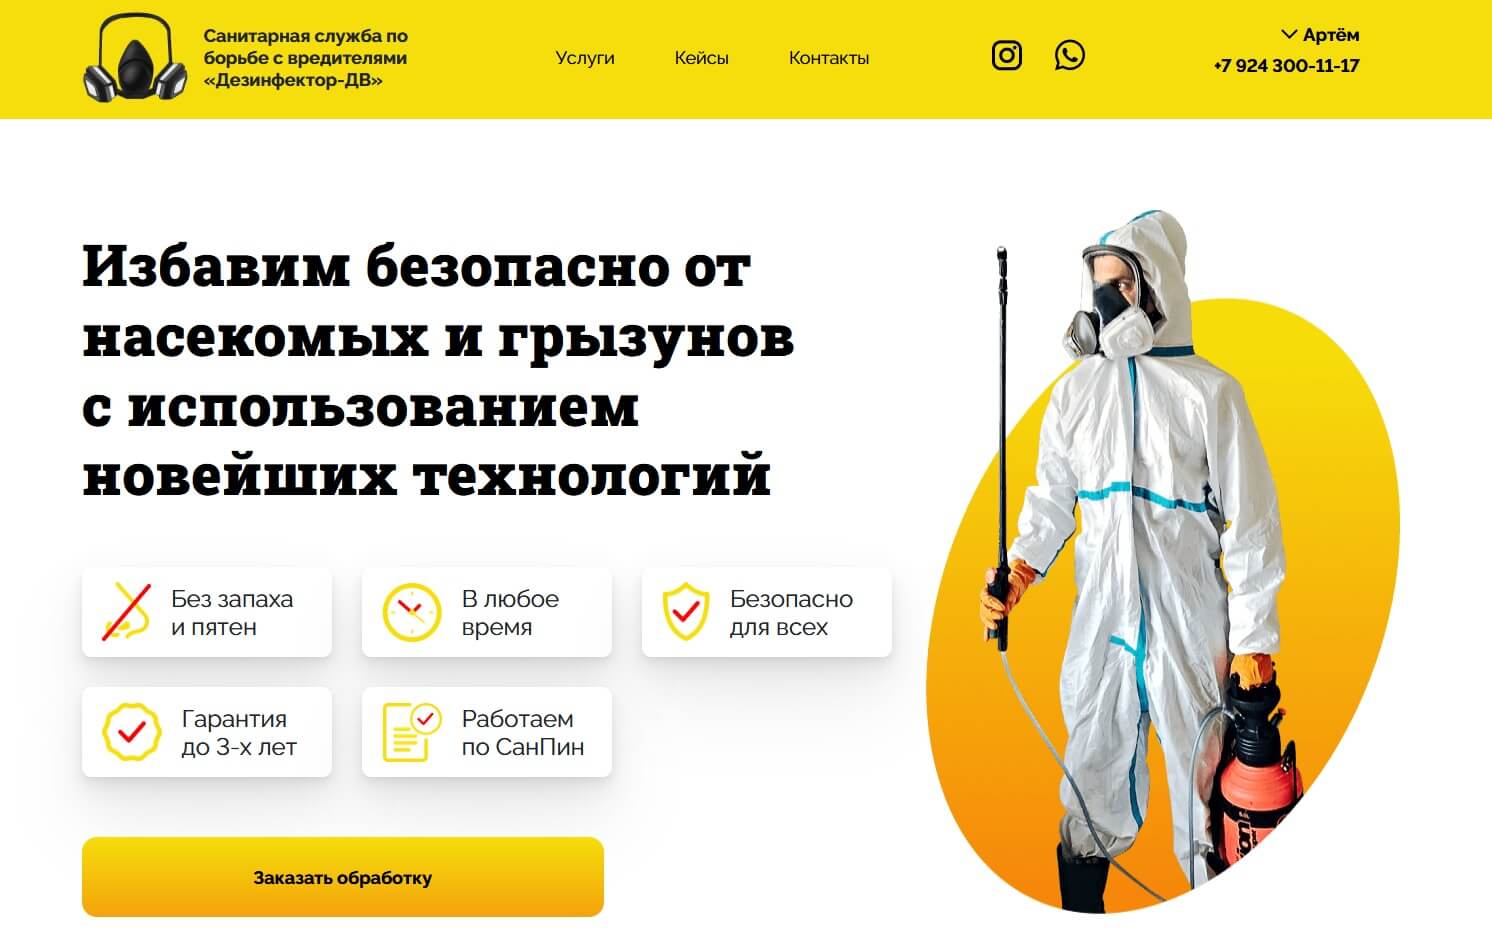 Санитарная служба по
борьбе с вредителями
«Дезинфектор-ДВ»
Услуги
Кейсы
Контакты
Артём
+7 924 300-11-17
Избавим безопасно от
насекомых и грызунов
с использованием
новейших технологий
Без запаха
и пятен
В любое
время
Безопасно
для всех
Гарантия
до 3-х лет
Работаем
по СанПин
Заказать обработку